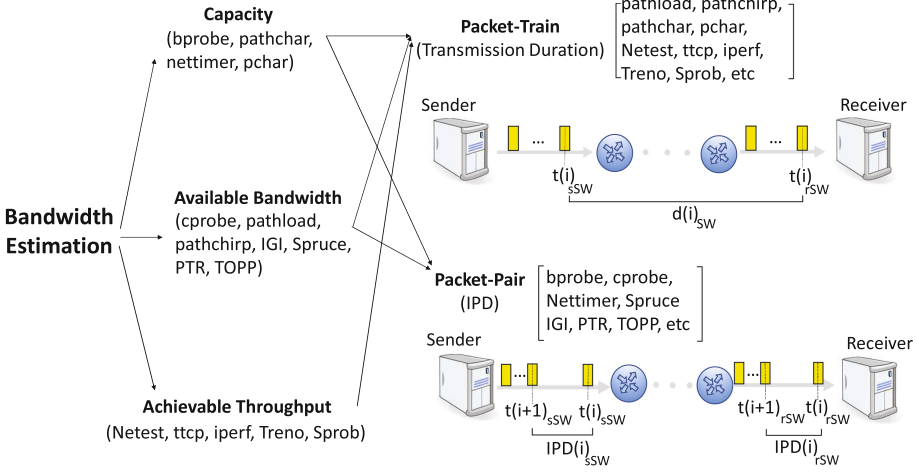 Capacity
(bprobe, pathchar,
nettimer, pchar)
Packet-Train
(Transmission Duration)
pathload, pathchirp,
pathchar, pchar,
Netest, ttcp, iperf,
Treno, Sprob, etc
Sender
Receiver
... ...
t(i)sSW
t(i)rSW
d(i)SW
Bandwidth
Estimation
Available Bandwidth
(cprobe, pathload,
pathchirp, IGI, Spruce,
PTR, TOPP)
Packet-Pair
(IPD)
bprobe, cprobe,
Nettimer, Spruce
IGI, PTR, TOPP, etc
Sender
Receiver
... ...
t(i+1)sSW t(i)sSW
t(i+1)rSW t(i)rSW
IPD(i)sSW
IPD(i)rSW
Achievable Throughput
(Netest, ttcp, iperf, Treno, Sprob)